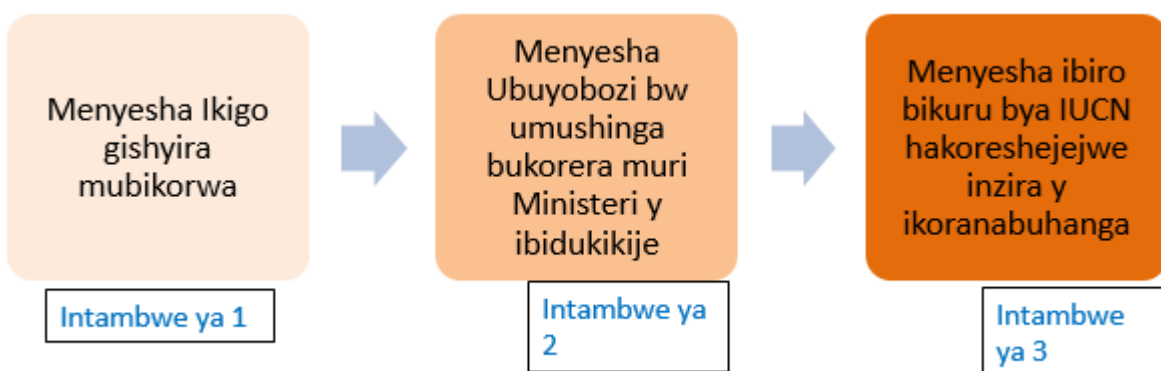 Menyesha Ikigo
gishyira
mubikorwa
Menyesha
Ubuyobozi bw
umushinga
bukorera muri
Ministeri y
ibidukikije
Menyesha ibiro
bikuru bya IUCN
hakoreshejejwe
inzira y
ikoranabuhanga
Intambwe ya 1
Intambwe ya
2
Intambwe
ya 3